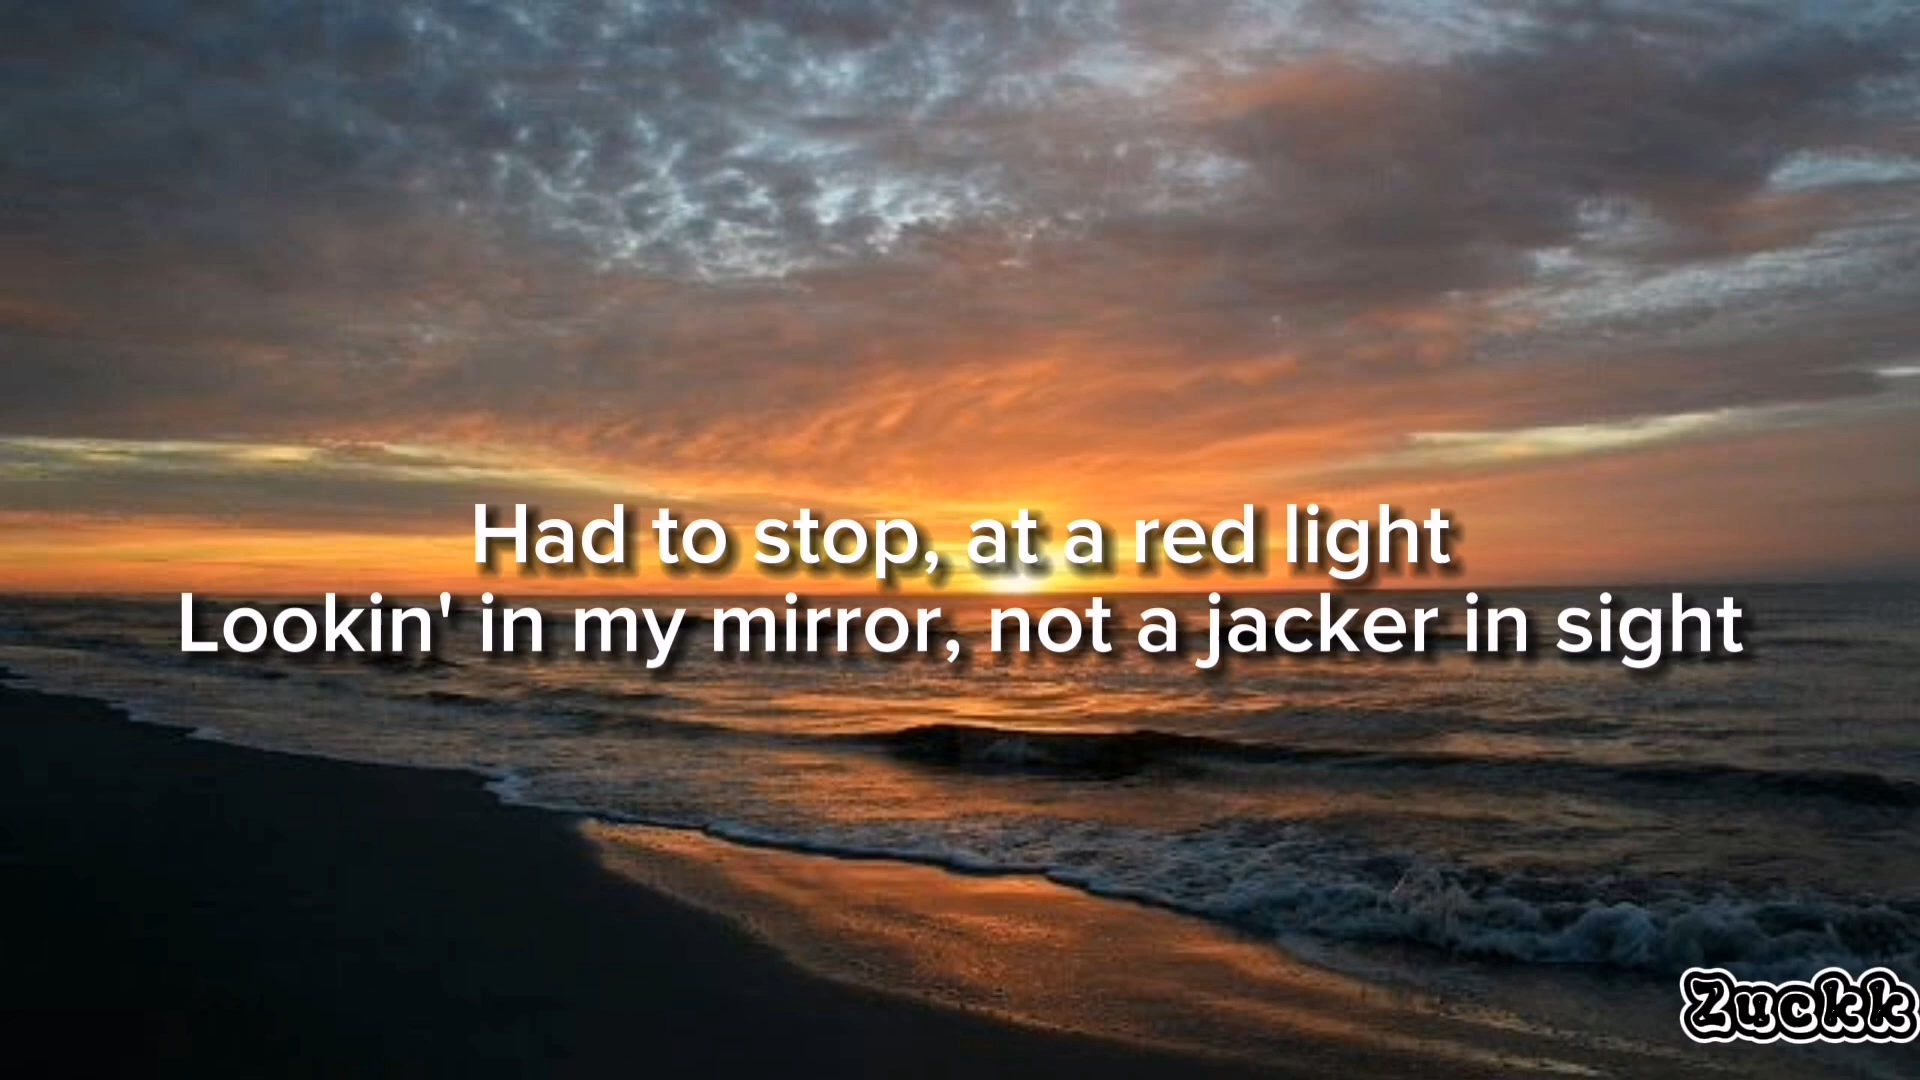 Had to stop, at a red light
Lookin' in my mirror, not a jacker in sight
Zuckk